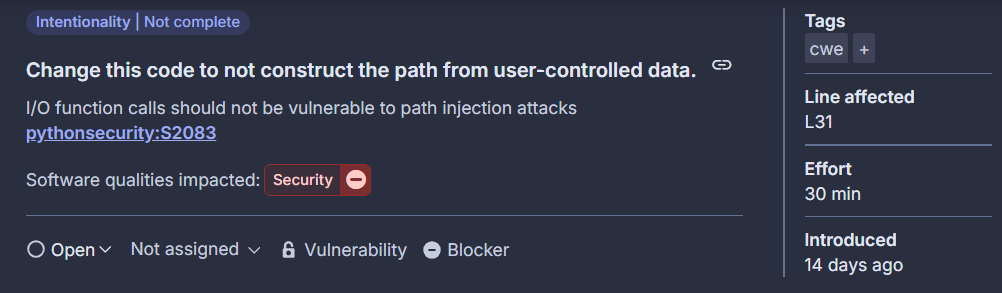 Intentionality | Not complete
Change this code to not construct the path from user-controlled data.
I/O function calls should not be vulnerable to path injection attacks
pythonsecurity:S2083
Software qualities impacted: Security
Open Not assigned Vulnerability Blocker
Tags
cwe +
Line affected
L31
Effort
30 min
Introduced
14 days ago